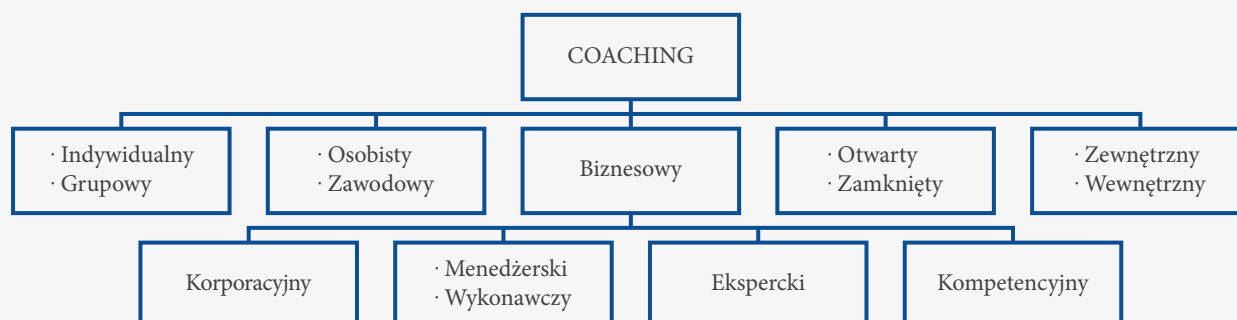 COACHING
· Indywidualny
· Grupowy
· Osobisty
· Zawodowy
Biznesowy
· Otwarty
· Zamknięty
· Zewnętrzny
· Wewnętrzny
Korporacyjny
· Menedżerski
· Wykonawczy
Ekspercki
Kompetencyjny